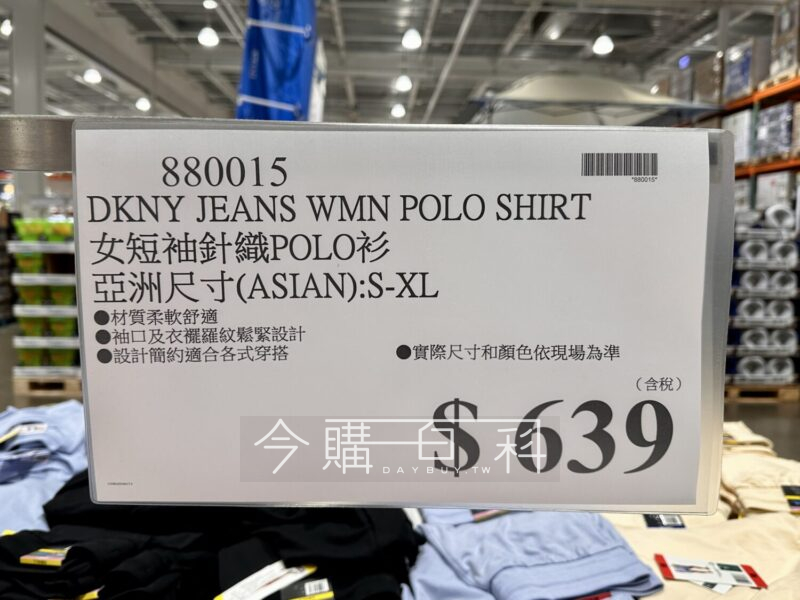 880015
*880015*
DKNY JEANS WMN POLO SHIRT
女短袖針織POLO衫
亞洲尺寸(ASIAN):S-XL
●材質柔軟舒適
●袖口及衣襬羅紋鬆緊設計
●設計簡約適合各式穿搭
●實際尺寸和顏色依現場為準
(含稅)
$ 639
今購百科
DAYBUY.TW